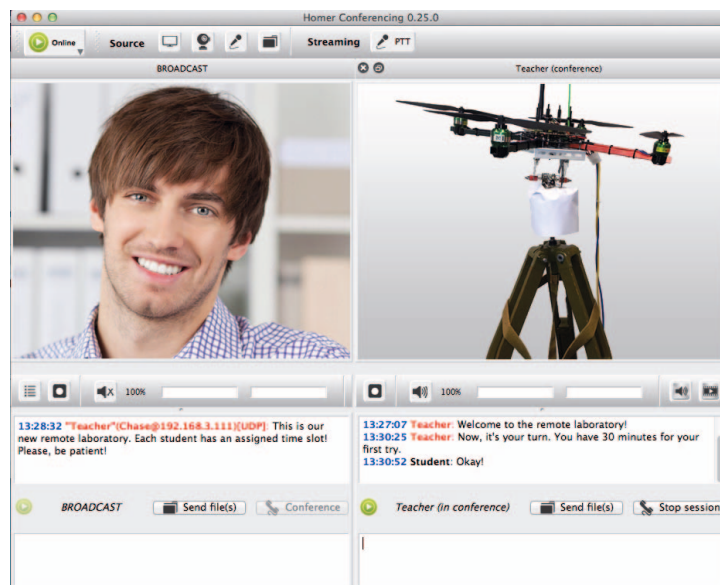 Homer Conferencing 0.25.0
Online Source Streaming PTT
BROADCAST
Teacher (conference)
100%
100%
13:28:32 "Teacher"(Chase@192.168.3.111)[UDP]: This is our
new remote laboratory. Each student has an assigned time slot!
Please, be patient!
13:27:07 Teacher: Welcome to the remote laboratory!
13:30:25 Teacher: Now, it's your turn. You have 30 minutes for your
first try.
13:30:52 Student: Okay!
BROADCAST Send file(s) Conference
Teacher (in conference) Send file(s) Stop session